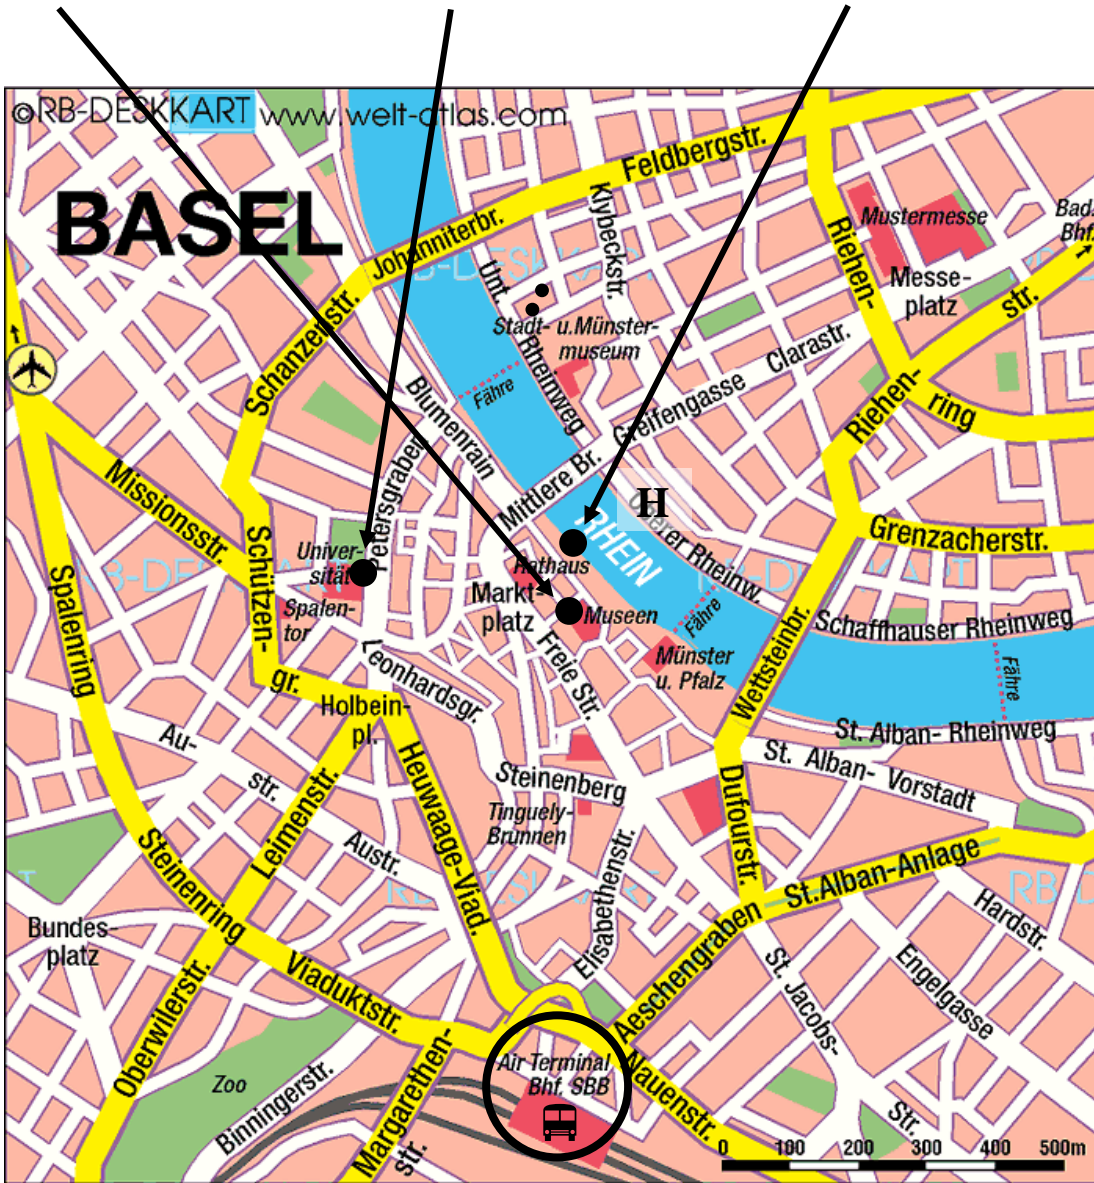 ©RB-DESKKART www.welt-atlas.com
BASEL
Feldbergstr.
Johanniterbr.
Klybeckstr.
Mustermesse
Bad.
Bhf.
Riehen-
Messe-
platz
str.
RB-DESKKART
Unt.
Rheinweg
Stadt- u.Münster-
museum
Clarastr.
Schanzenstr.
Fähre
Blumenrain
Greifengasse
Riehen-
ring
Petersgraben
Mittlere Br.
Missionsstr.
H
Oberer Rheinw.
RHEIN
Grenzacherstr.
Schützen-
gr.
Univer-
sität
Rathaus
Spalenring
Spalen-
tor
Markt-
platz
Museen
Fähre
Schaffhauser Rheinweg
Freie Str.
Münster
u. Pfalz
Wettsteinbr.
Fähre
Leonhardsgr.
Holbein-
pl.
St. Alban- Rheinweg
Au-
str.
Heuwaage-Viad.
Steinenberg
St. Alban- Vorstadt
Dufourstr.
Leimenstr.
Tinguely-
Brunnen
Steinenring
Austr.
Elisabethenstr.
St.Alban-Anlage
Bundes-
platz
Hardstr.
Aeschengraben
Engelgasse
Viaduktstr.
St. Jacobs-
Str.
Oberwilerstr.
Zoo
Binningerstr.
Margarethen-
str.
Air Terminal
Bhf. SBB
Nauenstr.
0 100 200 300 400 500m